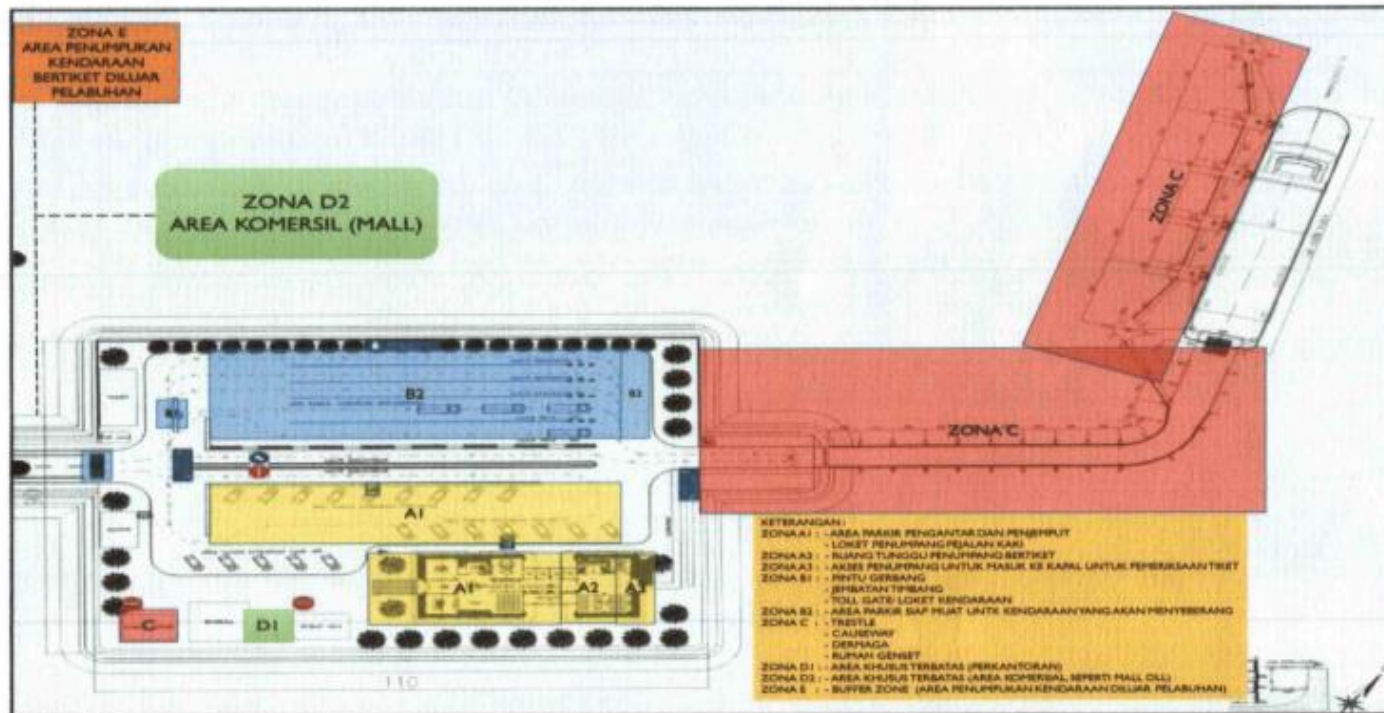 ZONA E
AREA PENUMPUKAN
KENDARAAN
BERTIKET DILUAR
PELABUHAN
ZONA D2
AREA KOMERSIL (MALL)
ZONA C
B2
ZONA C
A1
A1
A2
C
D1
110
KETERANGAN:
ZONA A1 : - AREA PARKIR PENGANTAR DAN PENJEMPUT
- LOKET PENUMPANG PEJALAN KAKI
ZONA A2 : - RUANG TUNGGU PENUMPANG BERTIKET
ZONA A3 : - AKSES PENUMPANG UNTUK MASUK KE KAPAL UNTUK PEMERIKSAAN TIKET
ZONA B1 : - PINTU GERBANG
- JEMBATAN TIMBANG
- TOLL GATE/ LOKET KENDARAAN
ZONA B2 : - AREA PARKIR SIAP MUAT UNTK KENDARAAN YANG AKAN MENYEBERANG
ZONA C : - TRESTLE
- CAUSEWAY
- DERMAGA
- RUMAH GENSET
ZONA D1 : - AREA KHUSUS TERBATAS (PERKANTORAN)
ZONA D2 : - AREA KHUSUS TERBATAS (AREA KOMERSIAL, SEPERTI MALL DLL)
ZONA E : - BUFFER ZONE (AREA PENUMPUKAN KENDARAAN DILUAR PELABUHAN)